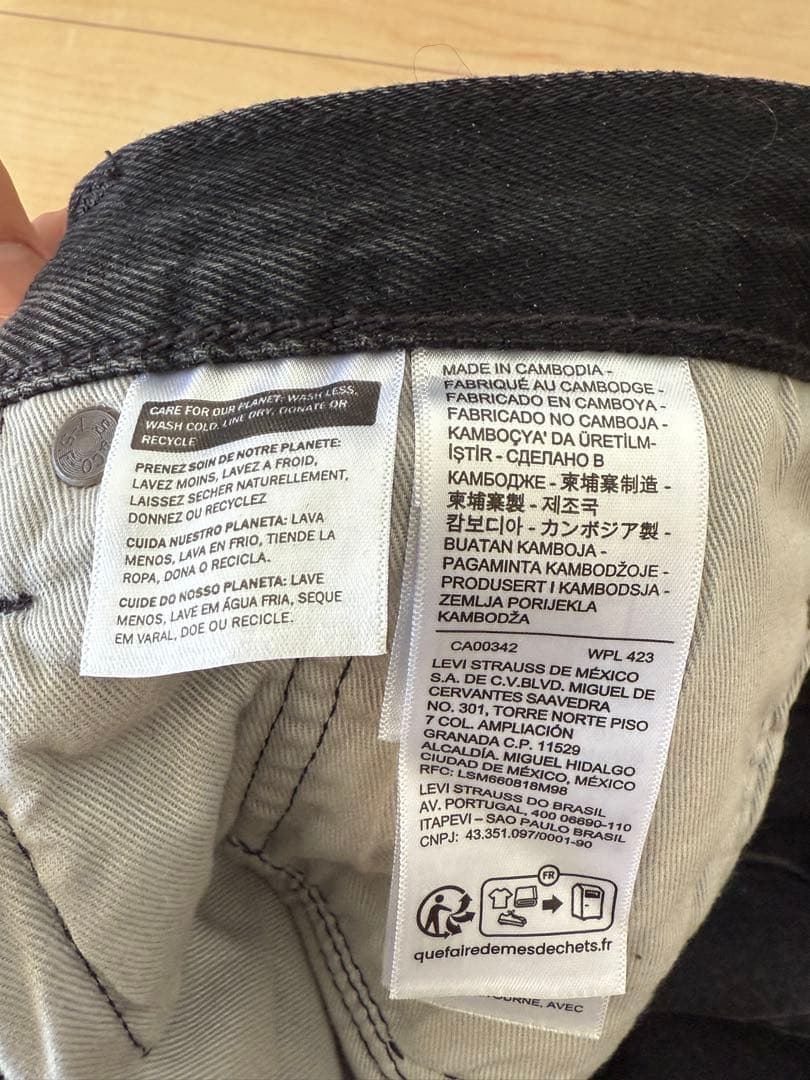 CARE FOR OUR PLANET: WASH LESS,
WASH COLD, LINE DRY, DONATE OR
RECYCLE
PRENEZ SOIN DE NOTRE PLANETE:
LAVEZ MOINS, LAVEZ A FROID,
LAISSEZ SECHER NATURELLEMENT,
DONNEZ OU RECYCLEZ
CUIDA NUESTRO PLANETA: LAVA
MENOS, LAVA EN FRIO, TIENDE LA
ROPA, DONA O RECICLA.
CUIDE DO NOSSO PLANETA: LAVE
MENOS, LAVE EM ÁGUA FRIA, SEQUE
EM VARAL, DOE OU RECICLE.
MADE IN CAMBODIA -
FABRIQUÉ AU CAMBODGE -
FABRICADO EN CAMBOYA -
FABRICADO NO CAMBOJA -
KAMBOÇYA' DA ÜRETİLM-
İŞTİR - СДЕЛАНО В
КАМБОДЖЕ - 柬埔寨制造 -
柬埔寨製 - 제조국
캄보디아 - カンボジア製 -
BUATAN KAMBOJA -
PAGAMINTA KAMBODŽOJE -
PRODUSERT I KAMBODSJA -
ZEMLJA PORIJEKLA
KAMBODŽA
CA00342 WPL 423
LEVI STRAUSS DE MÉXICO
S.A. DE C.V.BLVD. MIGUEL DE
CERVANTES SAAVEDRA
NO. 301, TORRE NORTE PISO
7 COL. AMPLIACIÓN
GRANADA C.P. 11529
ALCALDÍA. MIGUEL HIDALGO
CIUDAD DE MÉXICO, MÉXICO
RFC: LSM660818M98
LEVI STRAUSS DO BRASIL
AV. PORTUGAL, 400 06690-110
ITAPEVI – SAO PAULO BRASIL
CNPJ: 43.351.097/0001-90
FR
quefairedemesdechets.fr
AVEC